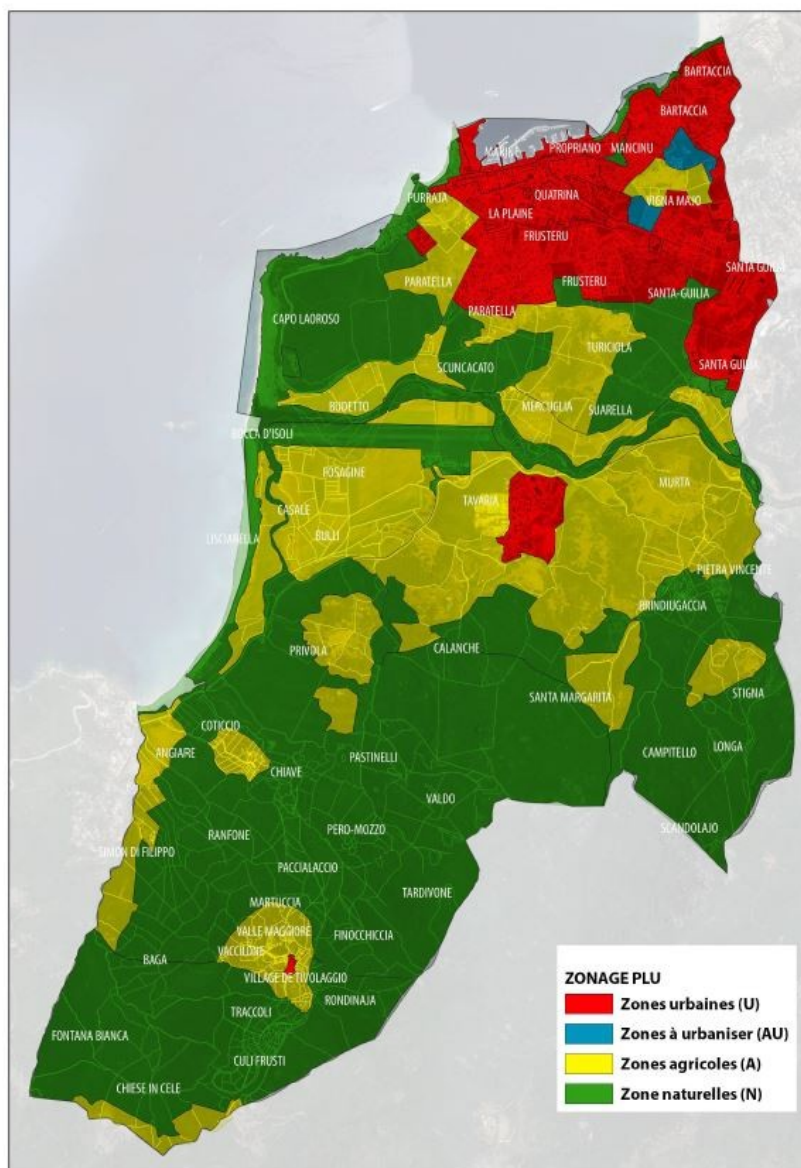 BARTACCIA
BARTACCIA
MARINE
PROPRIANO
MANCINU
PURRAJA
QUATRINA
VIGNA MAJO
LA PLAINE
FRUSTERU
SANTA GUILIA
PARATELLA
FRUSTERU
SANTA-GUILIA
CAPO LAOROSO
PARATELLA
TURICIOLA
SCUNCACATO
SANTA GUILIA
BODETTO
MERCUGLIA
SUARELLA
BOCCA D'ISOLI
FOSAGINE
TAVARIA
MURTA
CASALE
LISCIARELLA
BULLI
PIETRA VINCENTE
BRINDIUGACCIA
PRIVOLA
CALANCHE
SANTA MARGARITA
STIGNA
COTICCIO
ANGIARE
CHIAVE
PASTINELLI
CAMPITELLO
LONGA
VALDO
RANFONE
PERO-MOZZO
SCANDOLAJO
SIMON DI FILIPPO
PACCIALACCIO
TARDIVONE
MARTUCCIA
VALLE MAGGIORE
FINOCCHICCIA
VACCILONE
BAGA
VILLAGE DE TIVOLAGGIO
RONDINAJA
TRACCOLI
FONTANA BIANCA
CULI FRUSTI
CHIESE IN CELE
ZONAGE PLU
Zones urbaines (U)
Zones à urbaniser (AU)
Zones agricoles (A)
Zone naturelles (N)